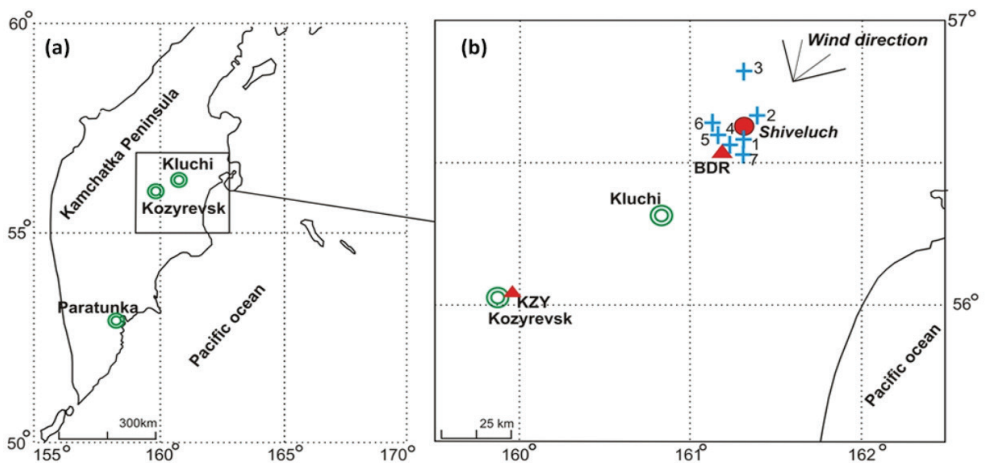 60°
(a)
Kamchatka Peninsula
Kluchi
Kozyrevsk
55°
Paratunka
Pacific ocean
300km
50°
155°
160°
165°
170°
(b)
57°
Wind direction
3
2
6
4
Shiveluch
5
1
7
BDR
Kluchi
KZY
Kozyrevsk
56°
Pacific ocean
25 km
160°
161°
162°